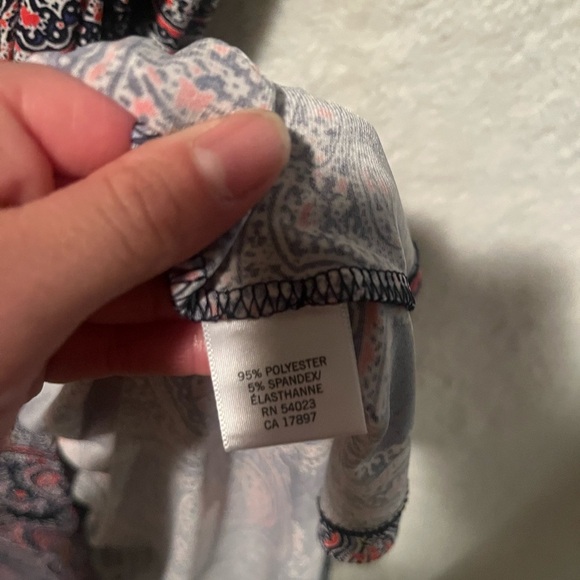 95% POLYESTER
5% SPANDEX/
ÉLASTHANNE
RN 54023
CA 17897